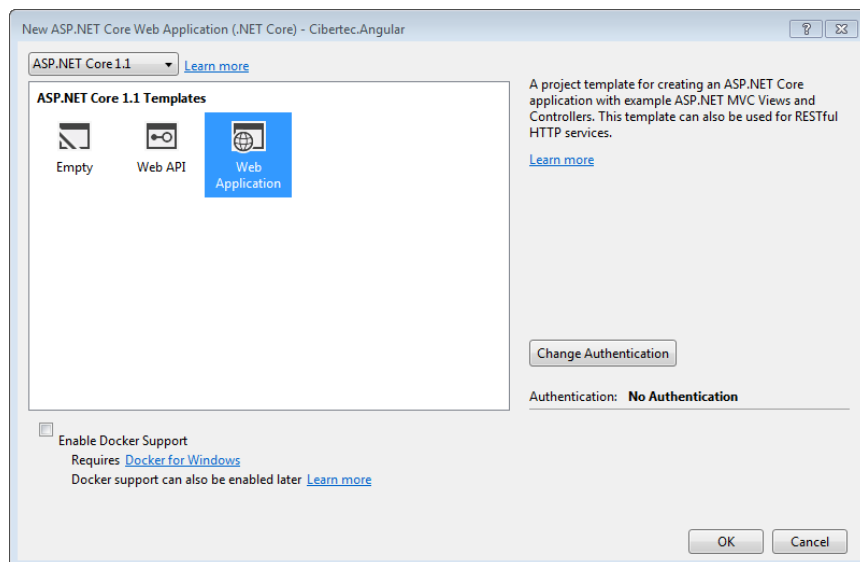 New ASP.NET Core Web Application (.NET Core) - Cibertec.Angular
ASP.NET Core 1.1
Learn more
ASP.NET Core 1.1 Templates
Empty
Web API
Web
Application
A project template for creating an ASP.NET Core
application with example ASP.NET MVC Views and
Controllers. This template can also be used for RESTful
HTTP services.
Learn more
Change Authentication
Authentication: No Authentication
Enable Docker Support
Requires Docker for Windows
Docker support can also be enabled later Learn more
OK
Cancel